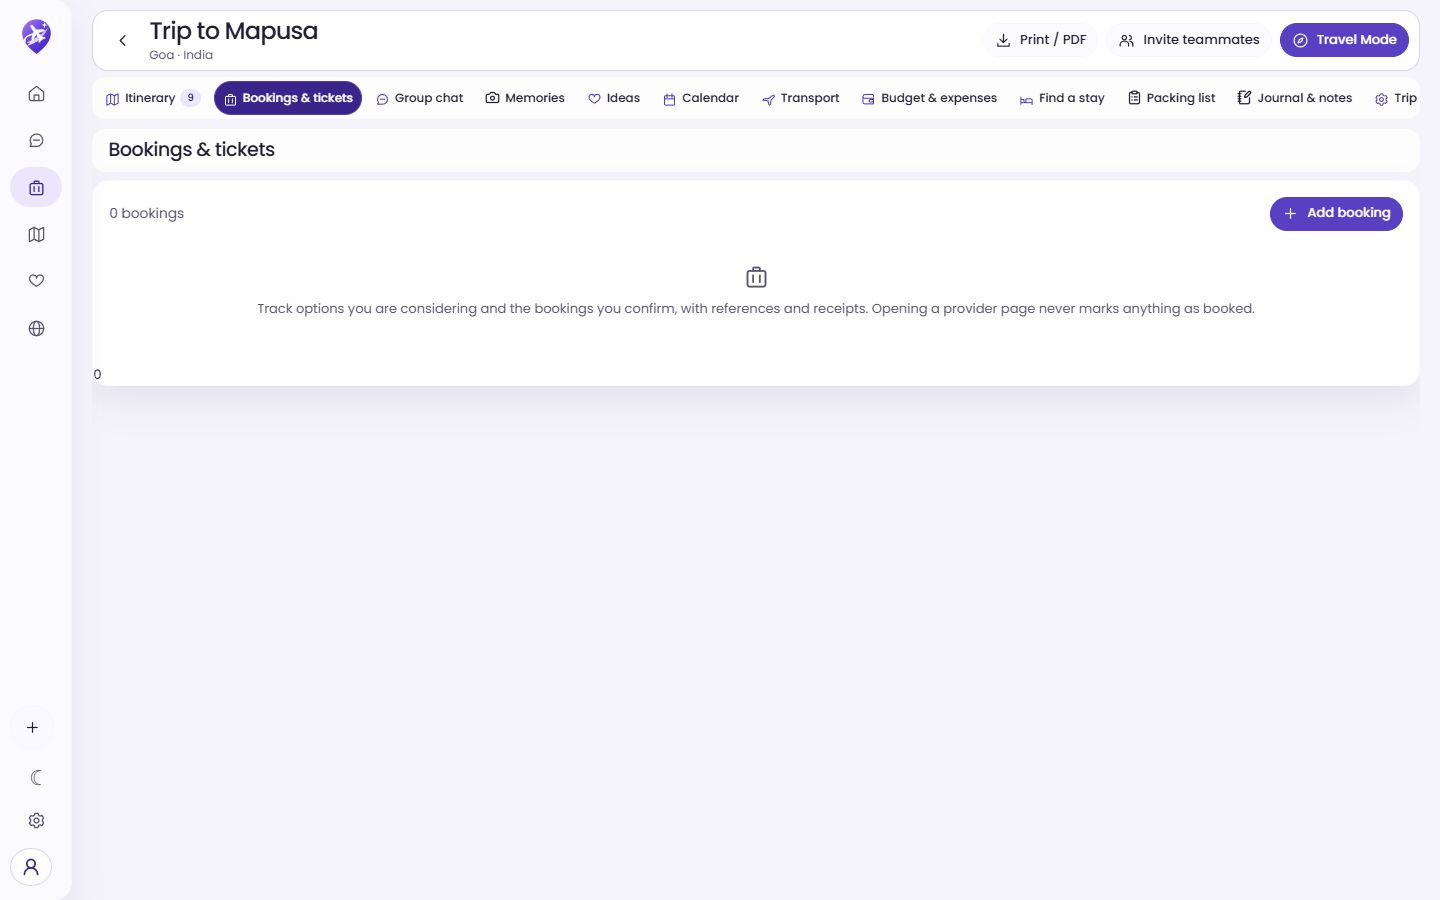 Trip to Mapusa
Goa · India
Print / PDF
Invite teammates
Travel Mode
Itinerary 9
Bookings & tickets
Group chat
Memories
Ideas
Calendar
Transport
Budget & expenses
Find a stay
Packing list
Journal & notes
Trip
Bookings & tickets
0 bookings
Add booking
Track options you are considering and the bookings you confirm, with references and receipts. Opening a provider page never marks anything as booked.
0